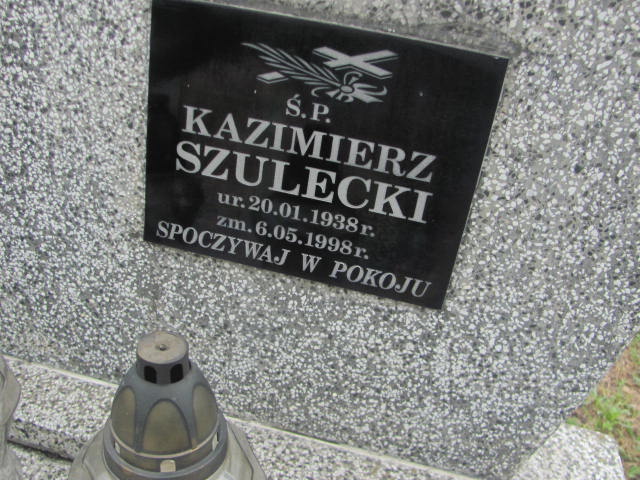 Ś.P.
KAZIMIERZ
SZULECKI
ur. 20.01.1938 r.
zm. 6.05.1998 r.
SPOCZYWAJ W POKOJU